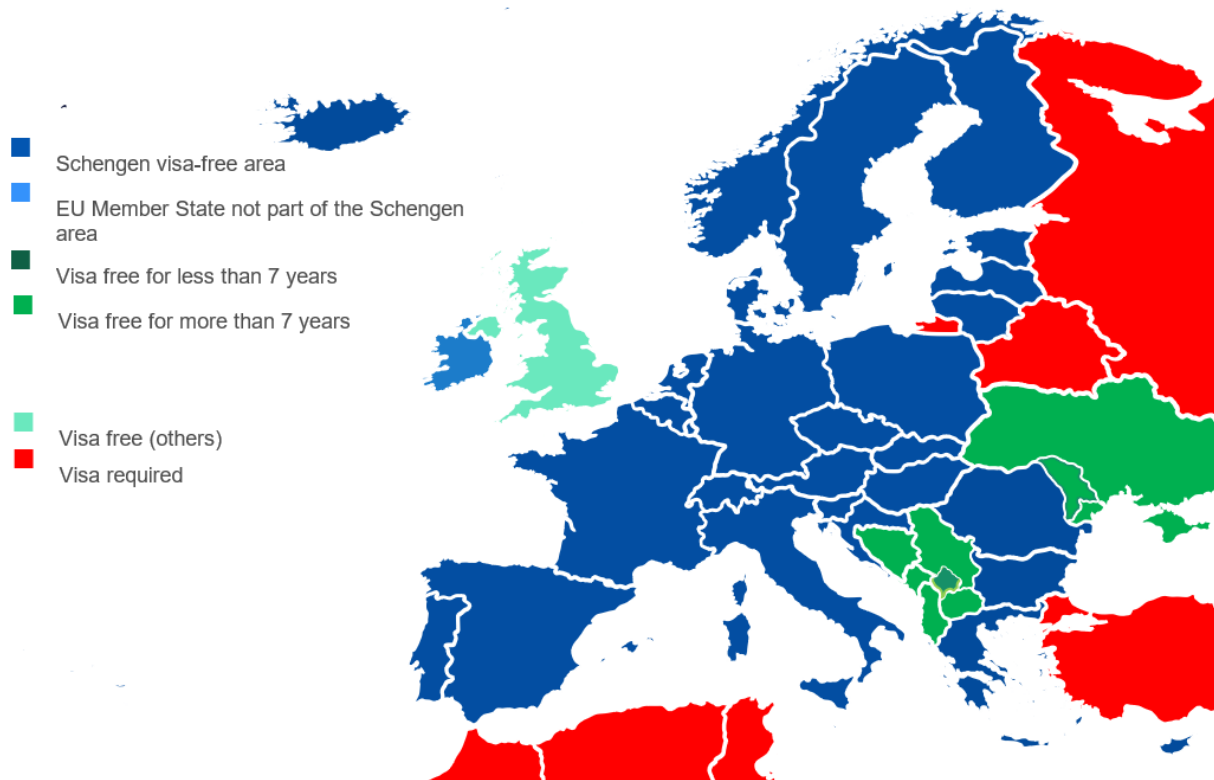 Schengen visa-free area
EU Member State not part of the Schengen
area
Visa free for less than 7 years
Visa free for more than 7 years
Visa free (others)
Visa required